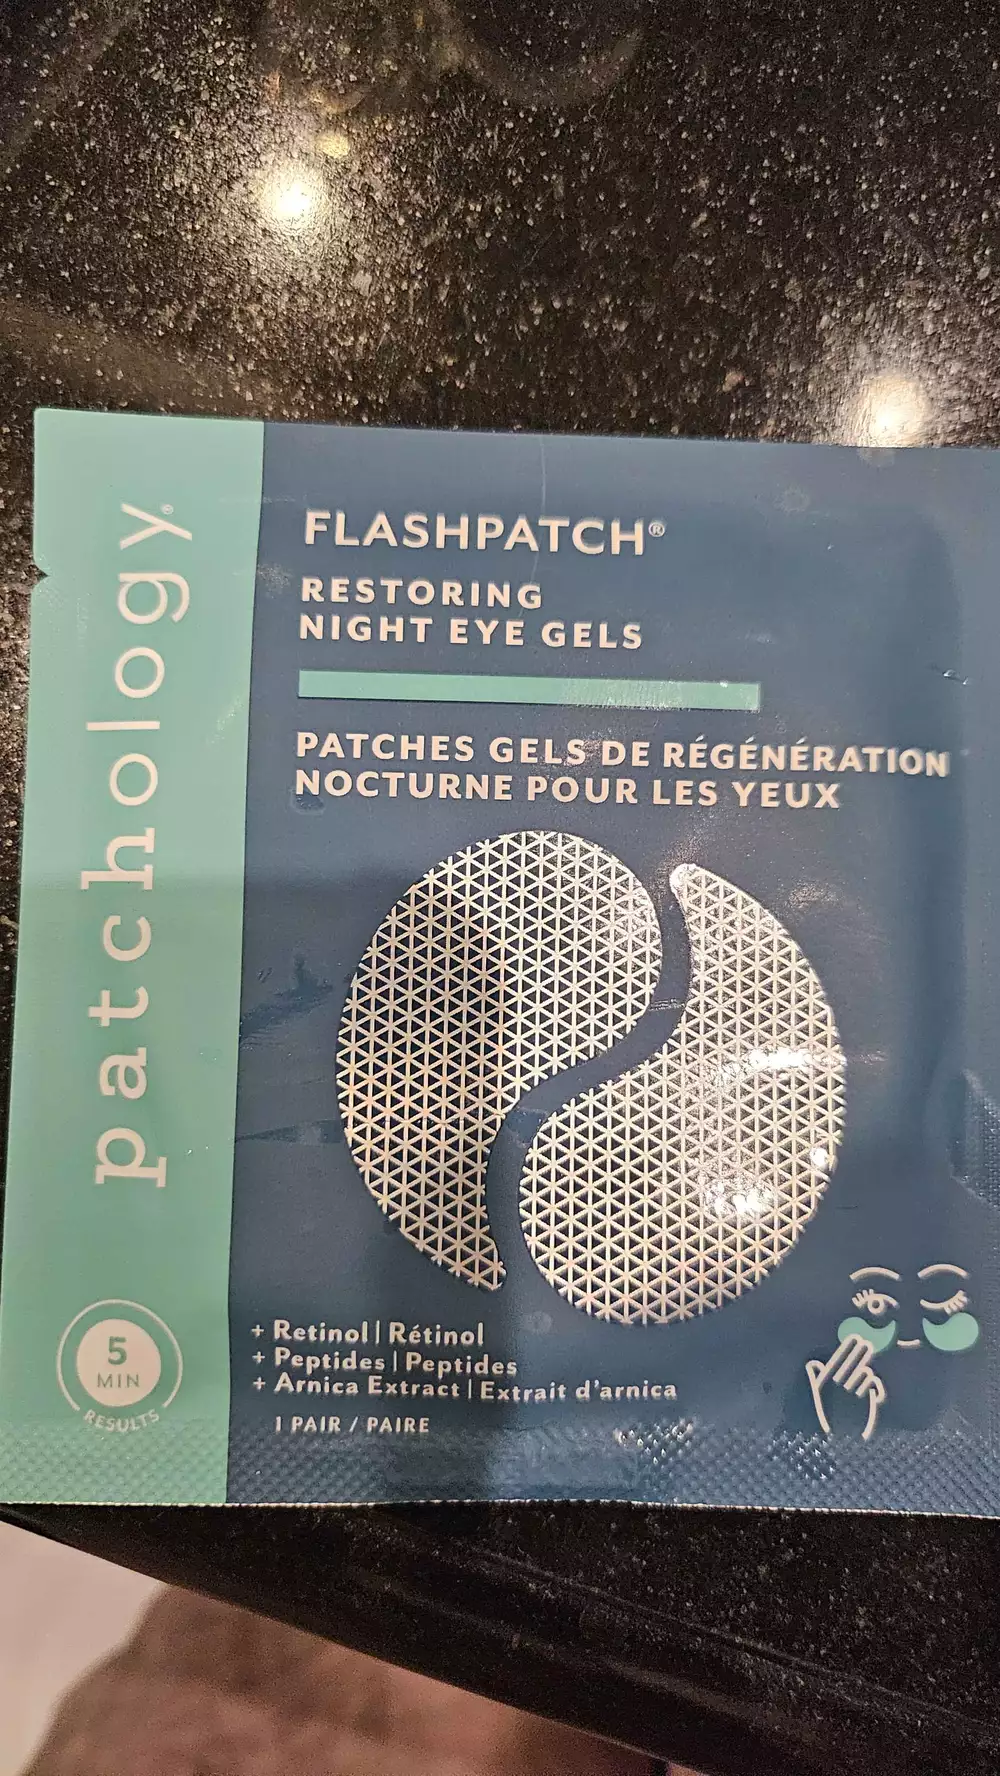 patchology®
FLASHPATCH®
RESTORING
NIGHT EYE GELS
PATCHES GELS DE RÉGÉNÉRATION
NOCTURNE POUR LES YEUX
+ Retinol | Rétinol
+ Peptides | Peptides
+ Arnica Extract | Extrait d'arnica
1 PAIR / PAIRE
5
MIN
RESULTS